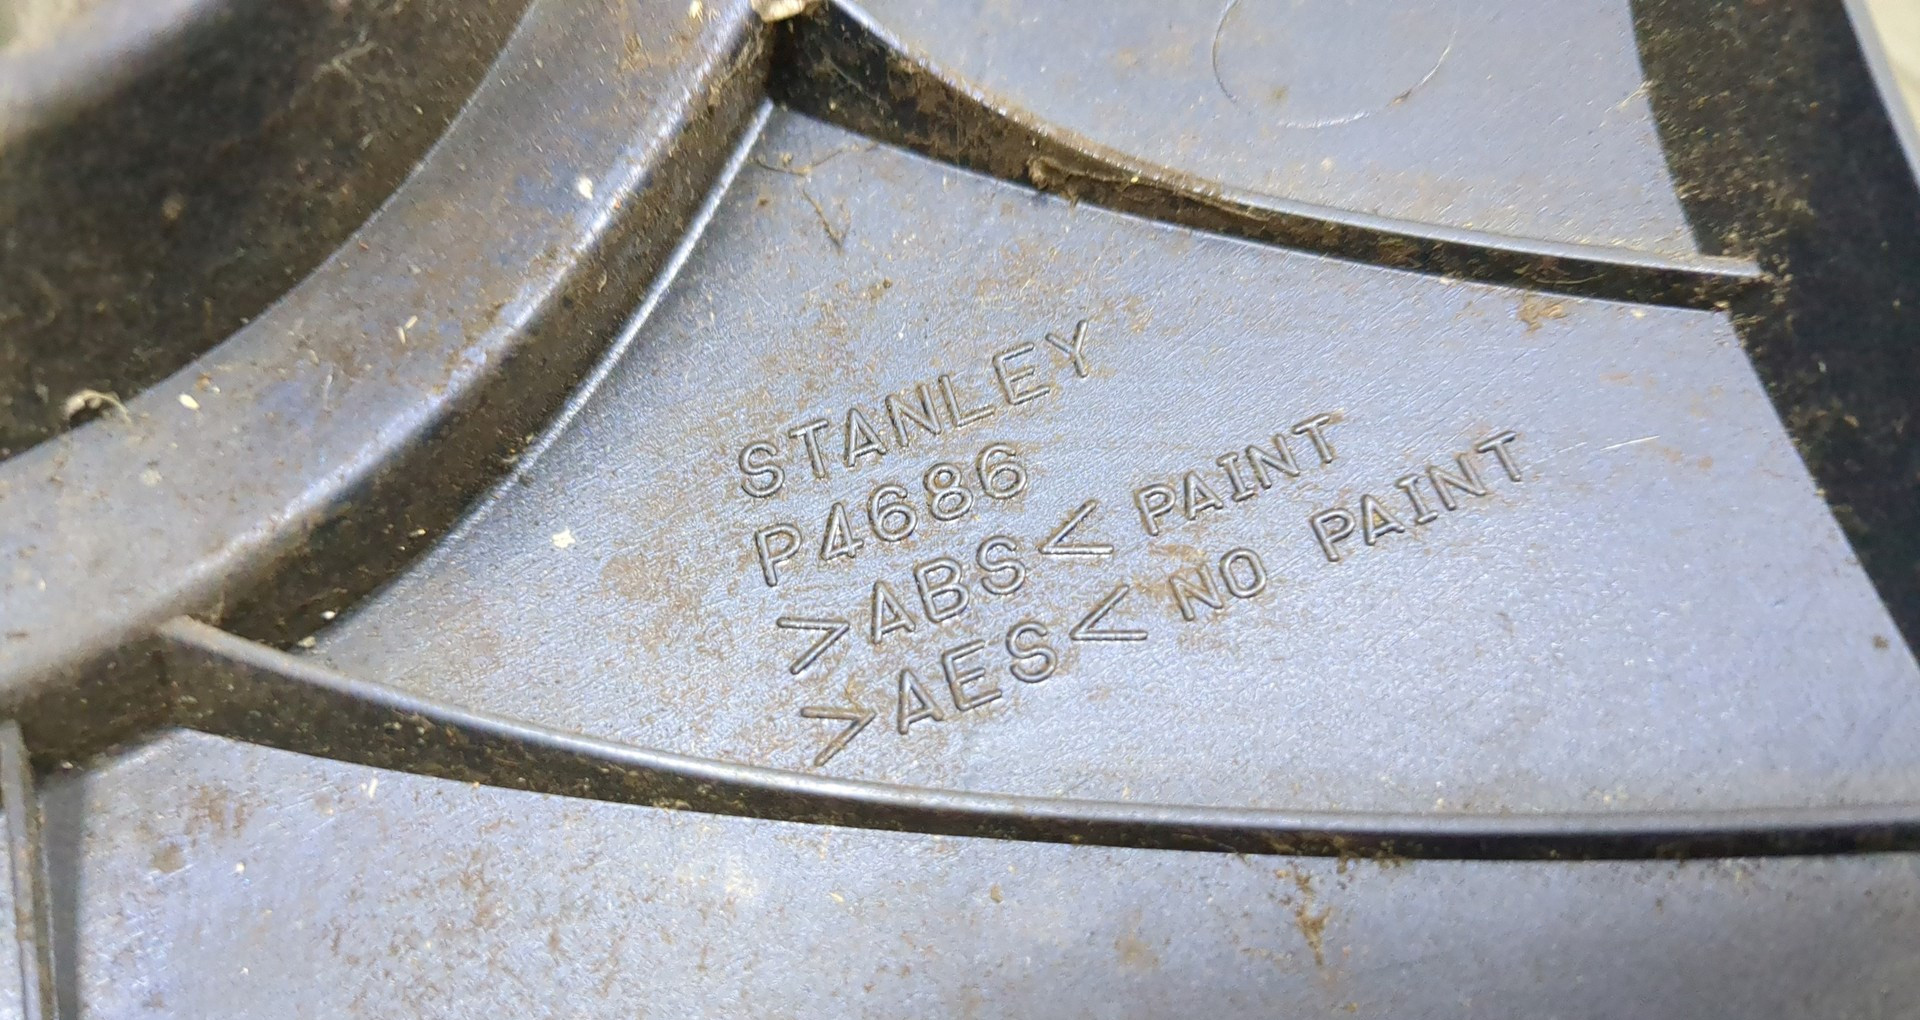 STANLEY
P4686
>ABS< PAINT
>AES< NO PAINT